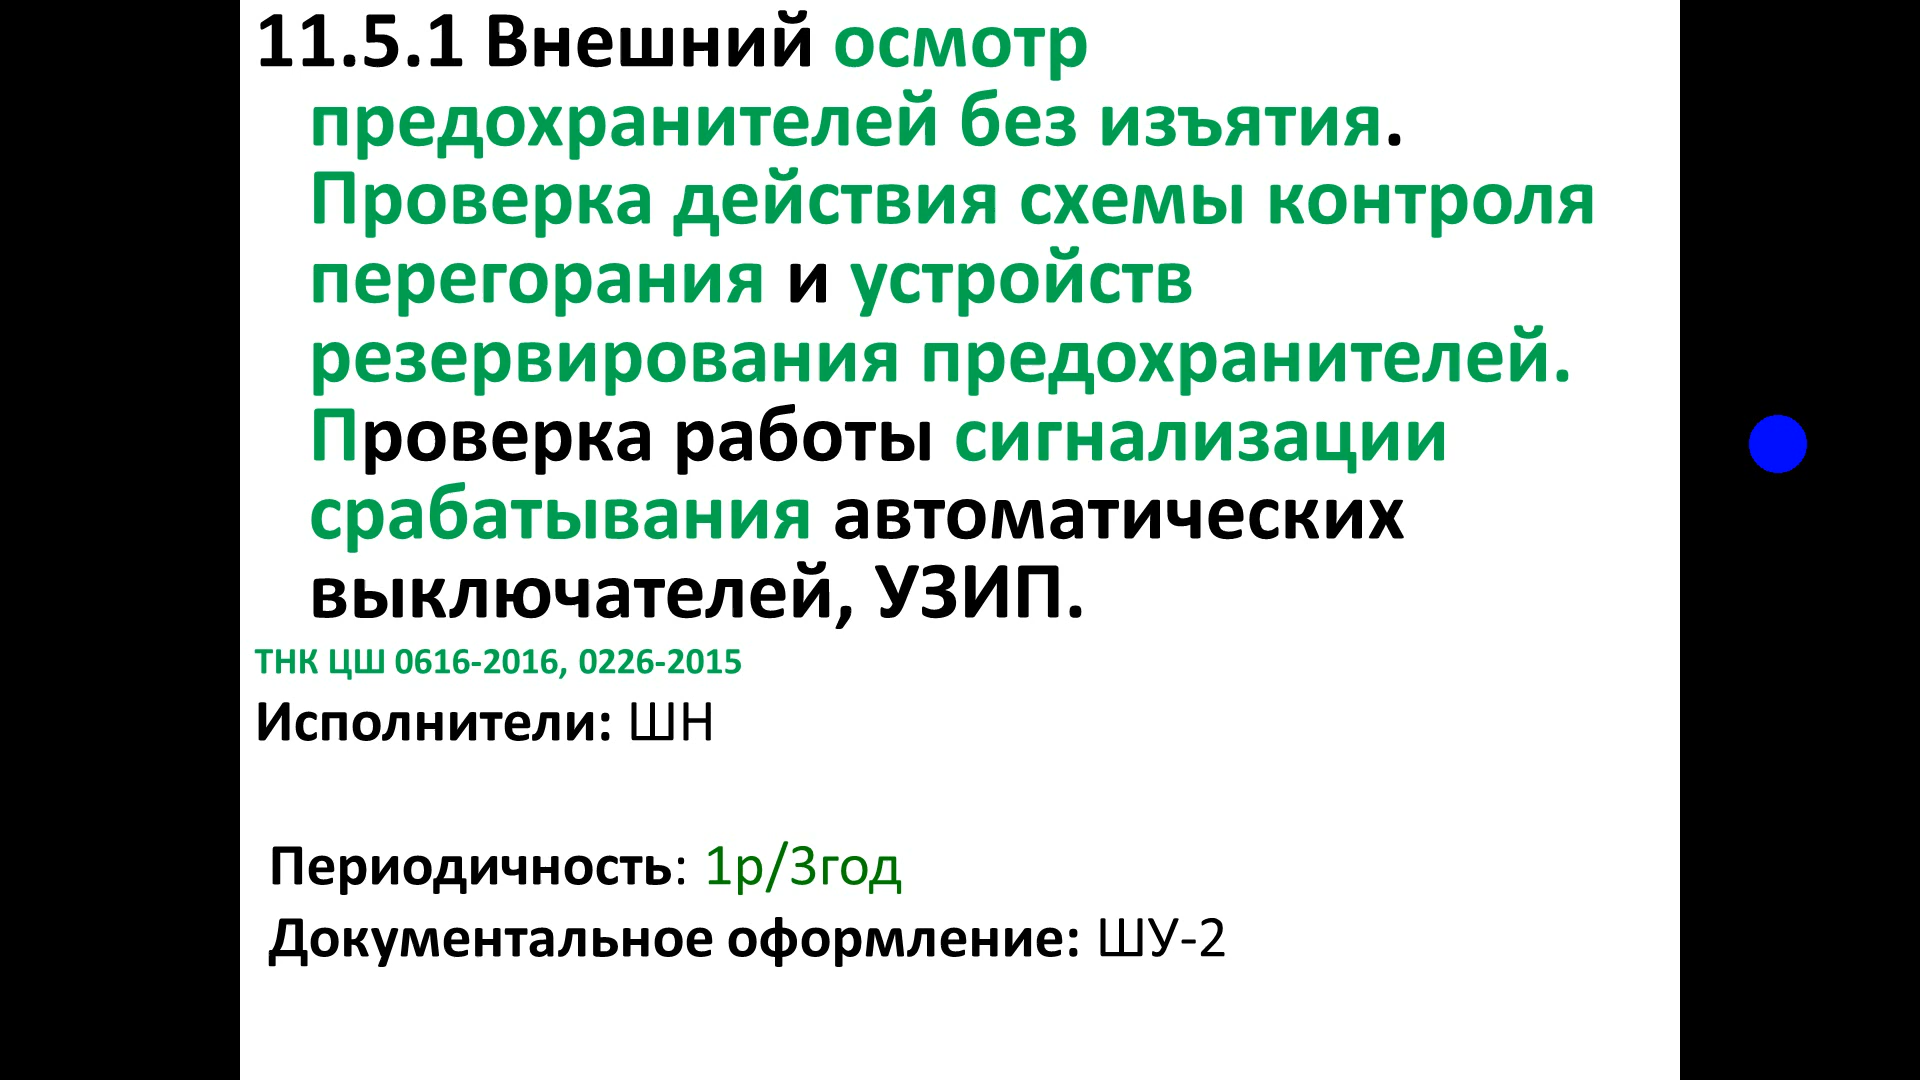 11.5.1 Внешний осмотр
предохранителей без изъятия.
Проверка действия схемы контроля
перегорания и устройств
резервирования предохранителей.
Проверка работы сигнализации
срабатывания автоматических
выключателей, УЗИП.
ТНК ЦШ 0616-2016, 0226-2015
Исполнители: ШН
Периодичность: 1р/3год
Документальное оформление: ШУ-2